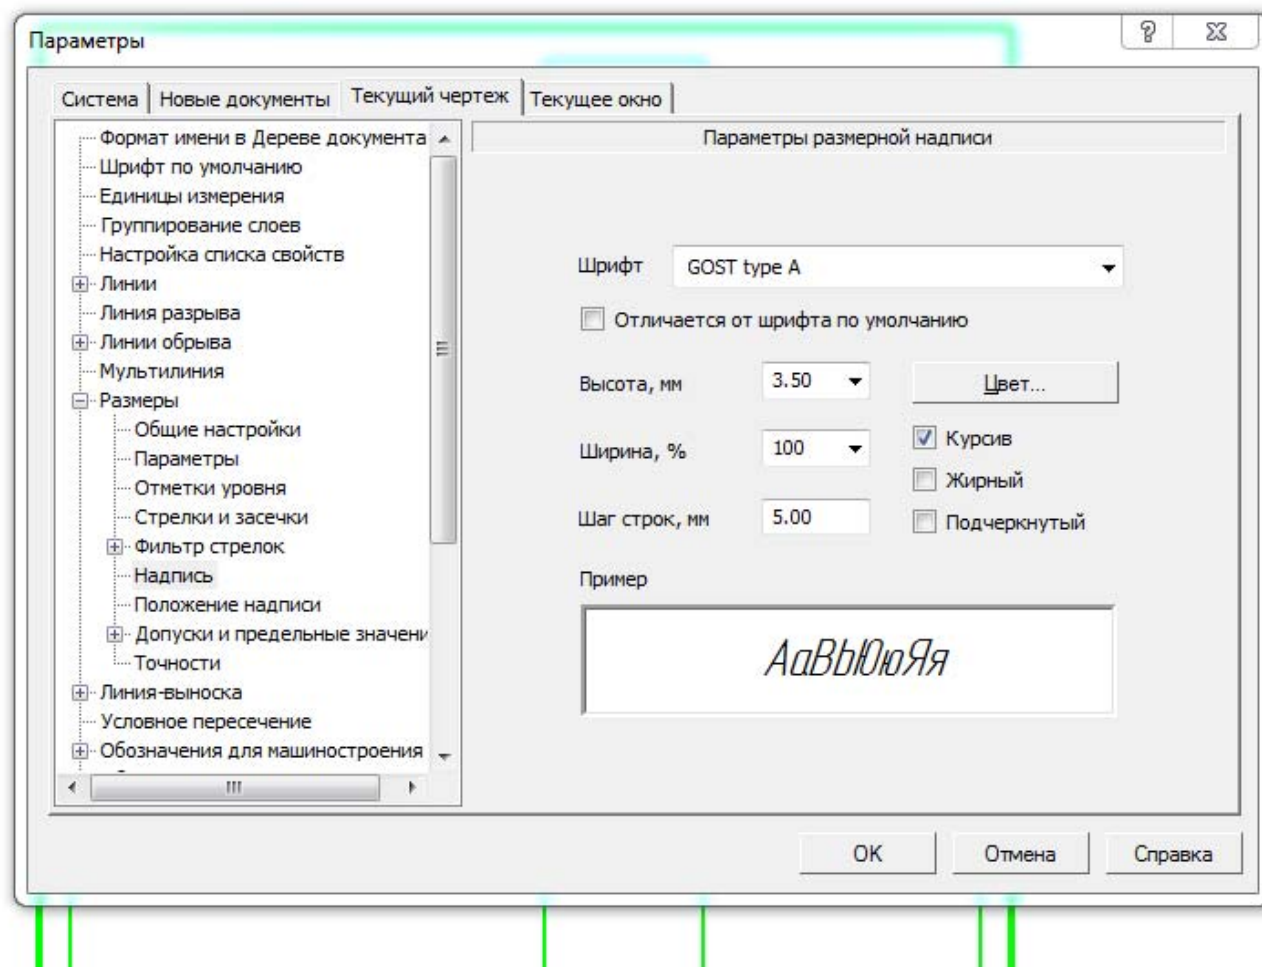 Параметры
Система
Новые документы
Текущий чертеж
Текущее окно
Формат имени в Дереве документа
Шрифт по умолчанию
Единицы измерения
Группирование слоев
Настройка списка свойств
Линии
Линия разрыва
Линии обрыва
Мультилиния
Размеры
Общие настройки
Параметры
Отметки уровня
Стрелки и засечки
Фильтр стрелок
Надпись
Положение надписи
Допуски и предельные значени
Точности
Линия-выноска
Условное пересечение
Обозначения для машиностроения
Параметры размерной надписи
Шрифт
GOST type A
Отличается от шрифта по умолчанию
Высота, мм
3.50
Цвет...
Ширина, %
100
Курсив
Жирный
Шаг строк, мм
5.00
Подчеркнутый
Пример
АаВЬЮюЯя
OK
Отмена
Справка